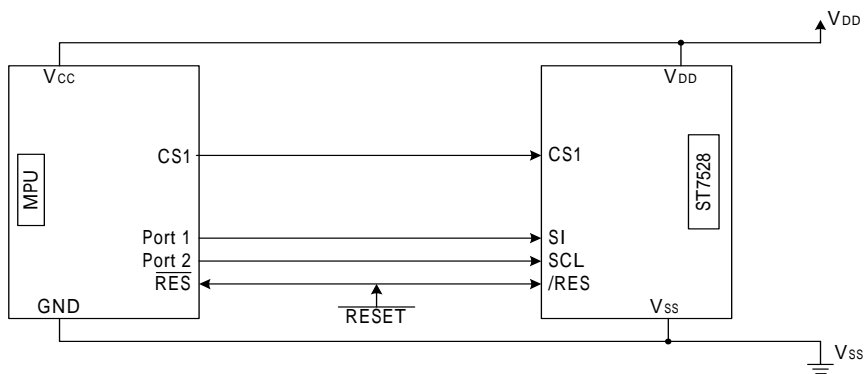 VDD
VCC
VDD
CS1
CS1
MPU
ST7528
Port 1
SI
Port 2
SCL
RES
/RES
GND
RESET
VSS
VSS